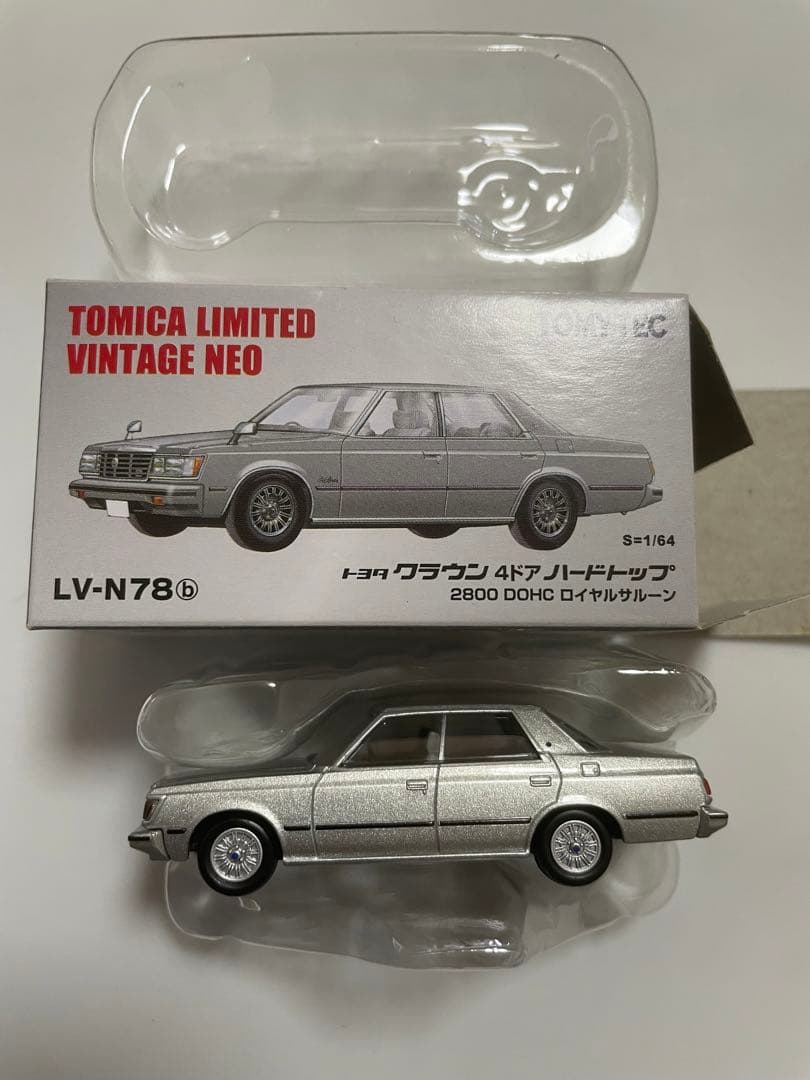 TOMICA LIMITED
VINTAGE NEO
TOMYTEC
S=1/64
LV-N78ⓑ
トヨタ クラウン 4ドア ハードトップ
2800 DOHC ロイヤルサルーン